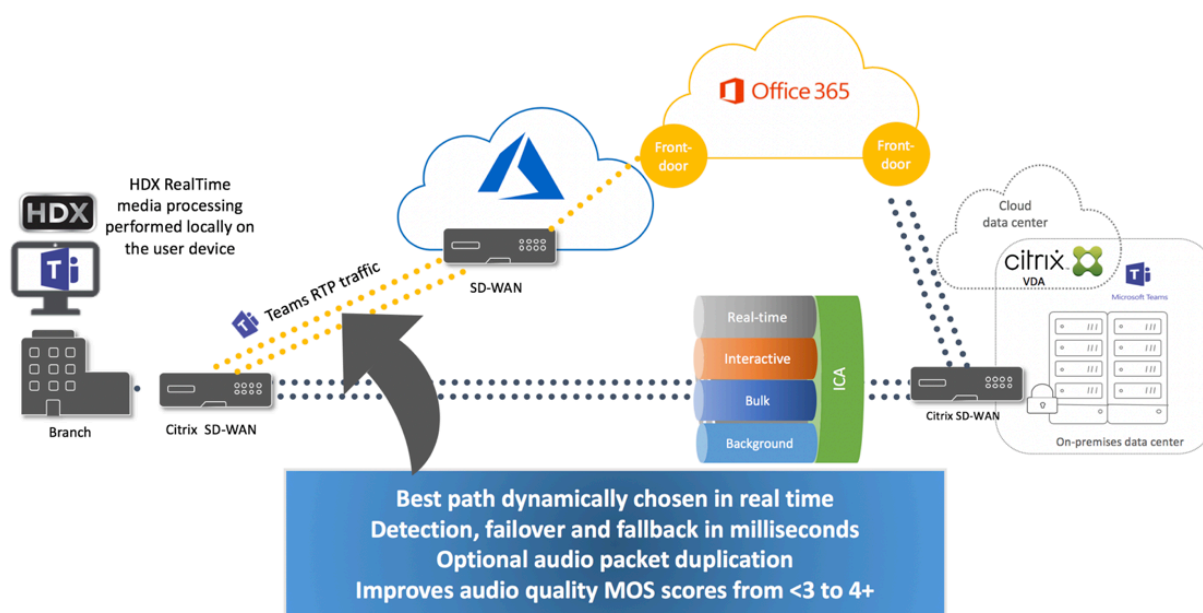 Office 365
Front-
door
Front-
door
HDX RealTime
media processing
performed locally on
the user device
HDX
T
SD-WAN
Teams RTP traffic
T
Cloud
data center
citrix
VDA
T
Microsoft Teams
Real-time
Interactive
Bulk
Background
ICA
Branch
Citrix SD-WAN
Citrix SD-WAN
On-premises data center
Best path dynamically chosen in real time
Detection, failover and fallback in milliseconds
Optional audio packet duplication
Improves audio quality MOS scores from <3 to 4+